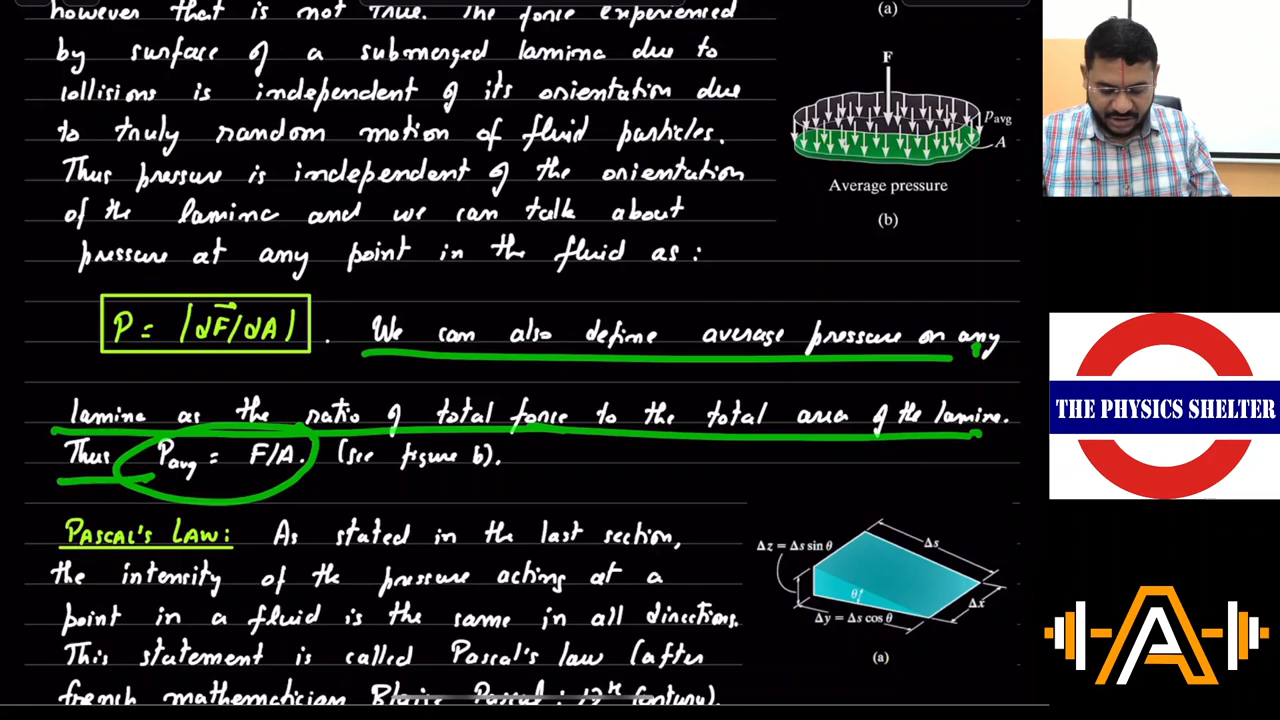 however that is not true. The force experienced
by surface of a submerged lamina due to
collisions is independent of its orientation due
to truly random motion of fluid particles.
Thus pressure is independent of the orientation
of the lamina and we can talk about
pressure at any point in the fluid as:
P = |dF⃗/dA| . We can also define average pressure on any
lamina as the ratio of total force to the total area of the lamina.
Thus Pavg = F/A. (see figure b).
PASCAL'S LAW: As stated in the last section,
the intensity of the pressure acting at a
point in a fluid is the same in all directions.
This statement is called Pascal's law (after
french mathematician Blaise Pascal: 17th Century).
(a)
F
pavg
A
Average pressure
(b)
Δz = Δs sin θ
Δs
θ
Δx
Δy = Δs cos θ
(a)
THE PHYSICS SHELTER
A